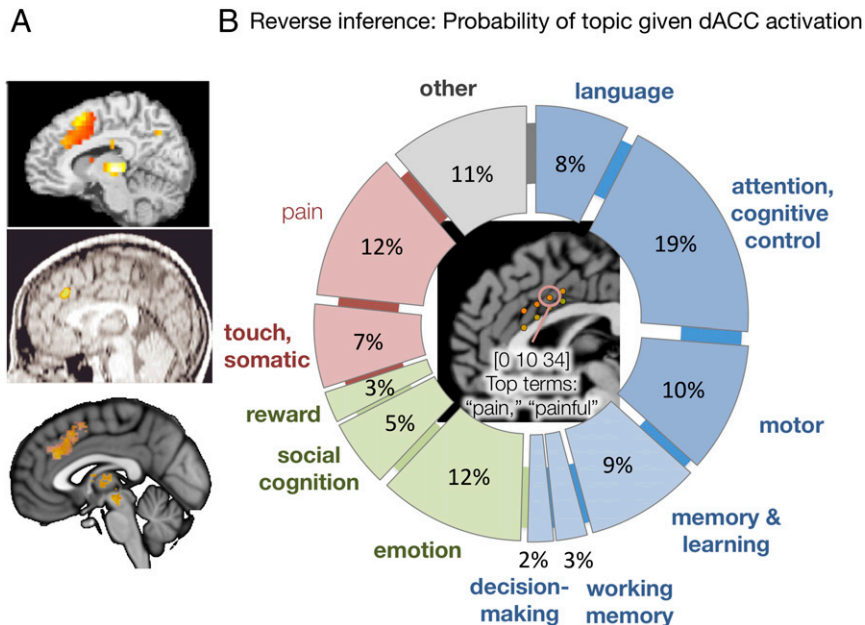 A
B Reverse inference: Probability of topic given dACC activation
other
11%
language
8%
attention,
cognitive
control
19%
motor
10%
memory &
learning
9%
working
memory
3%
decision-
making
2%
emotion
12%
social
cognition
5%
reward
3%
touch,
somatic
7%
pain
12%
[0 10 34]
Top terms:
“pain,” “painful”